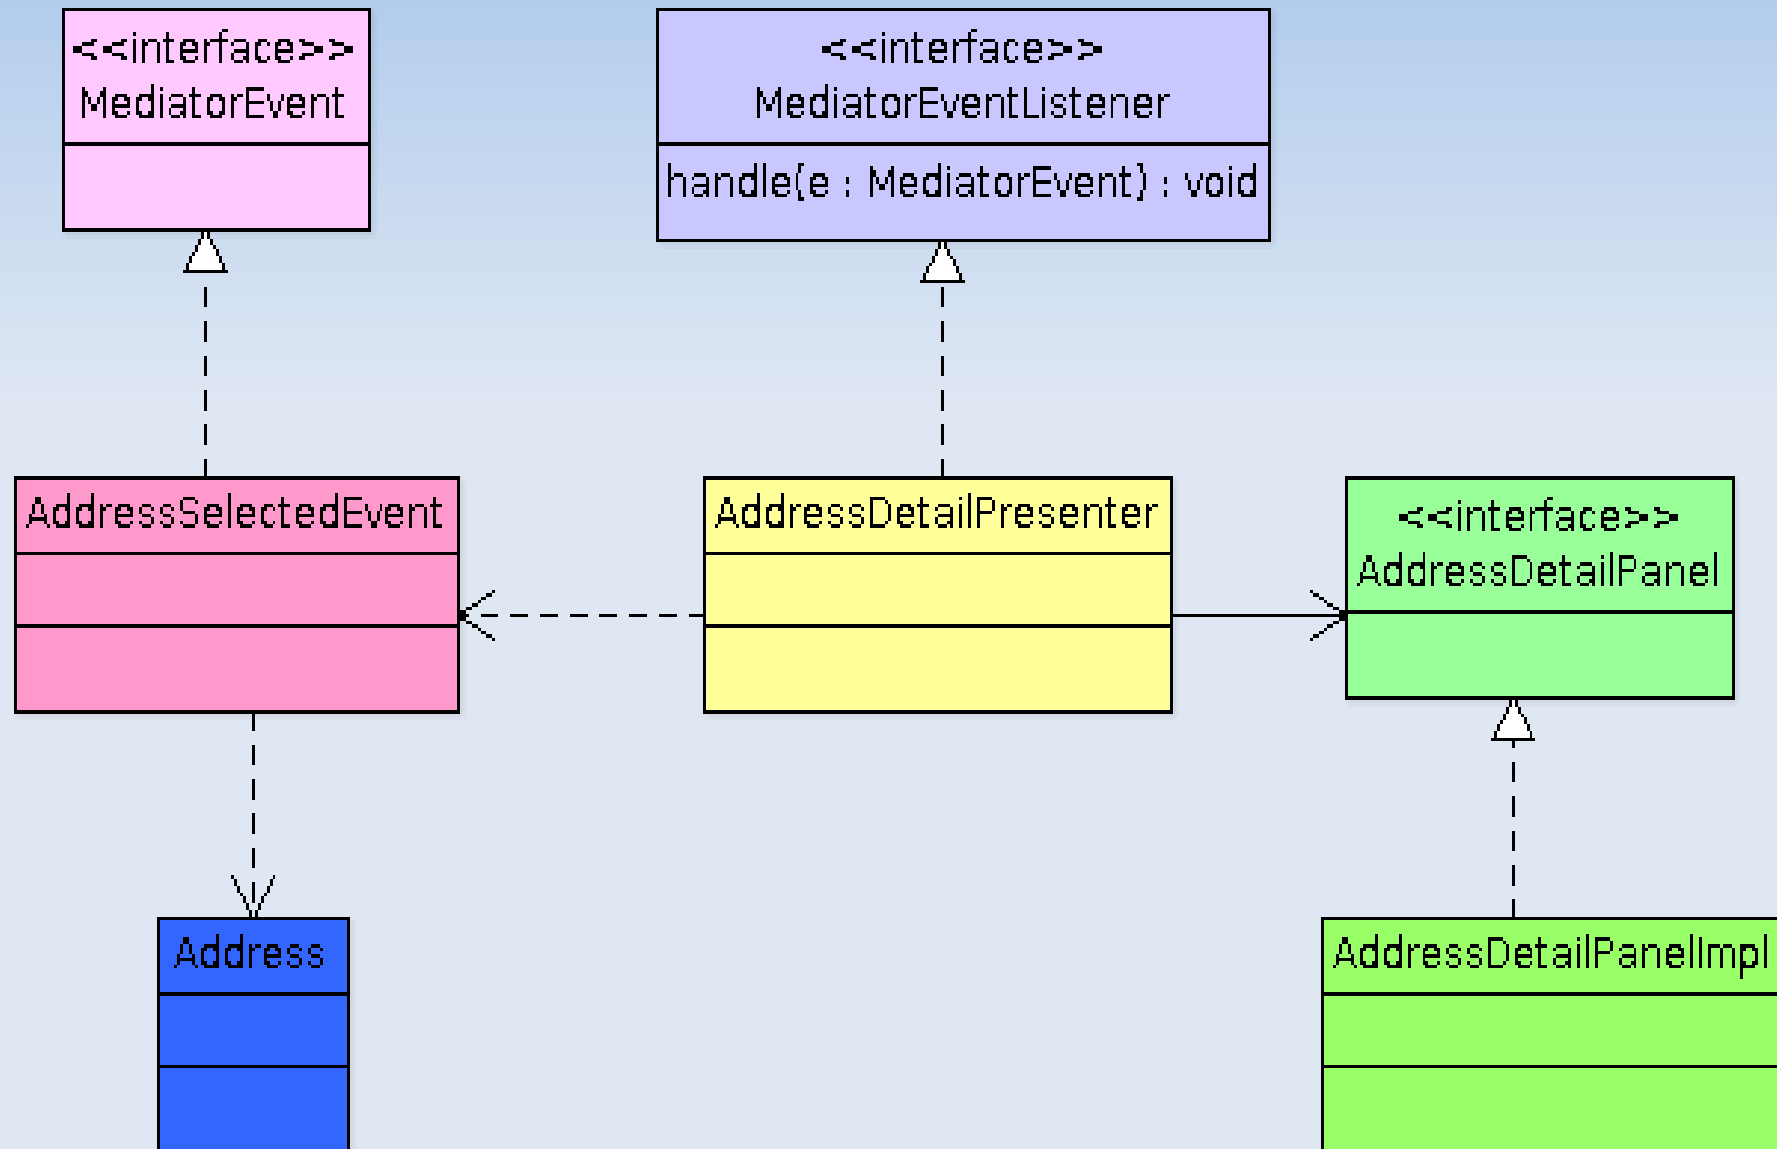 <<interface>>
MediatorEvent
<<interface>>
MediatorEventListener
handle(e : MediatorEvent) : void
AddressSelectedEvent
AddressDetailPresenter
<<interface>>
AddressDetailPanel
Address
AddressDetailPanelImpl